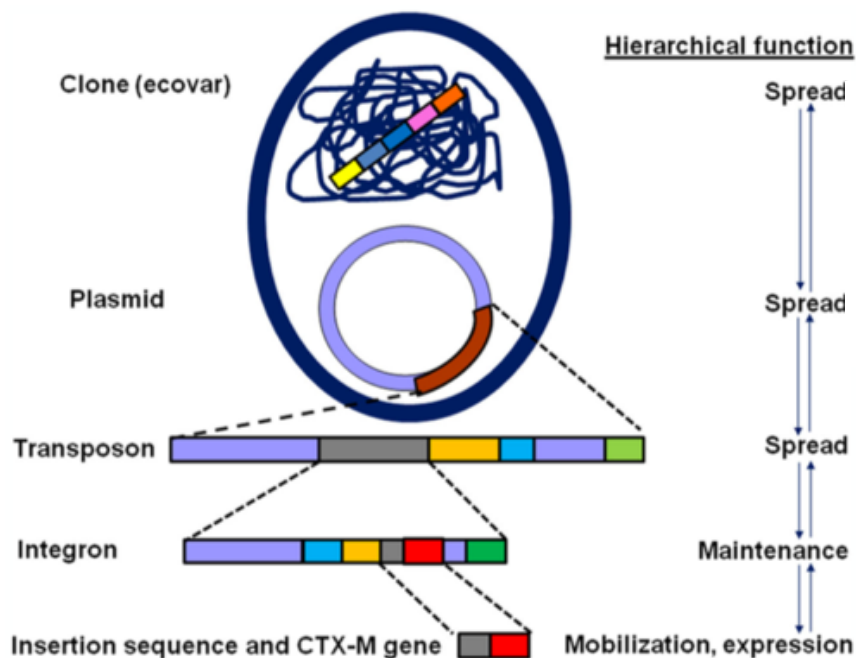 Hierarchical function
Clone (ecovar) Spread
Plasmid Spread
Transposon Spread
Integron Maintenance
Insertion sequence and CTX-M gene Mobilization, expression